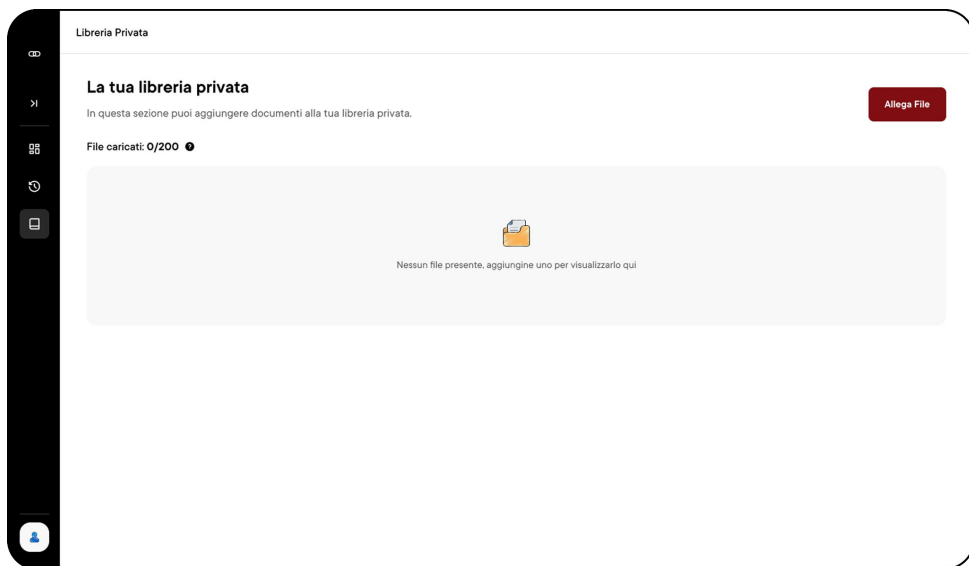 Libreria Privata
La tua libreria privata
In questa sezione puoi aggiungere documenti alla tua libreria privata.
Allega File
File caricati: 0/200
Nessun file presente, aggiungine uno per visualizzarlo qui